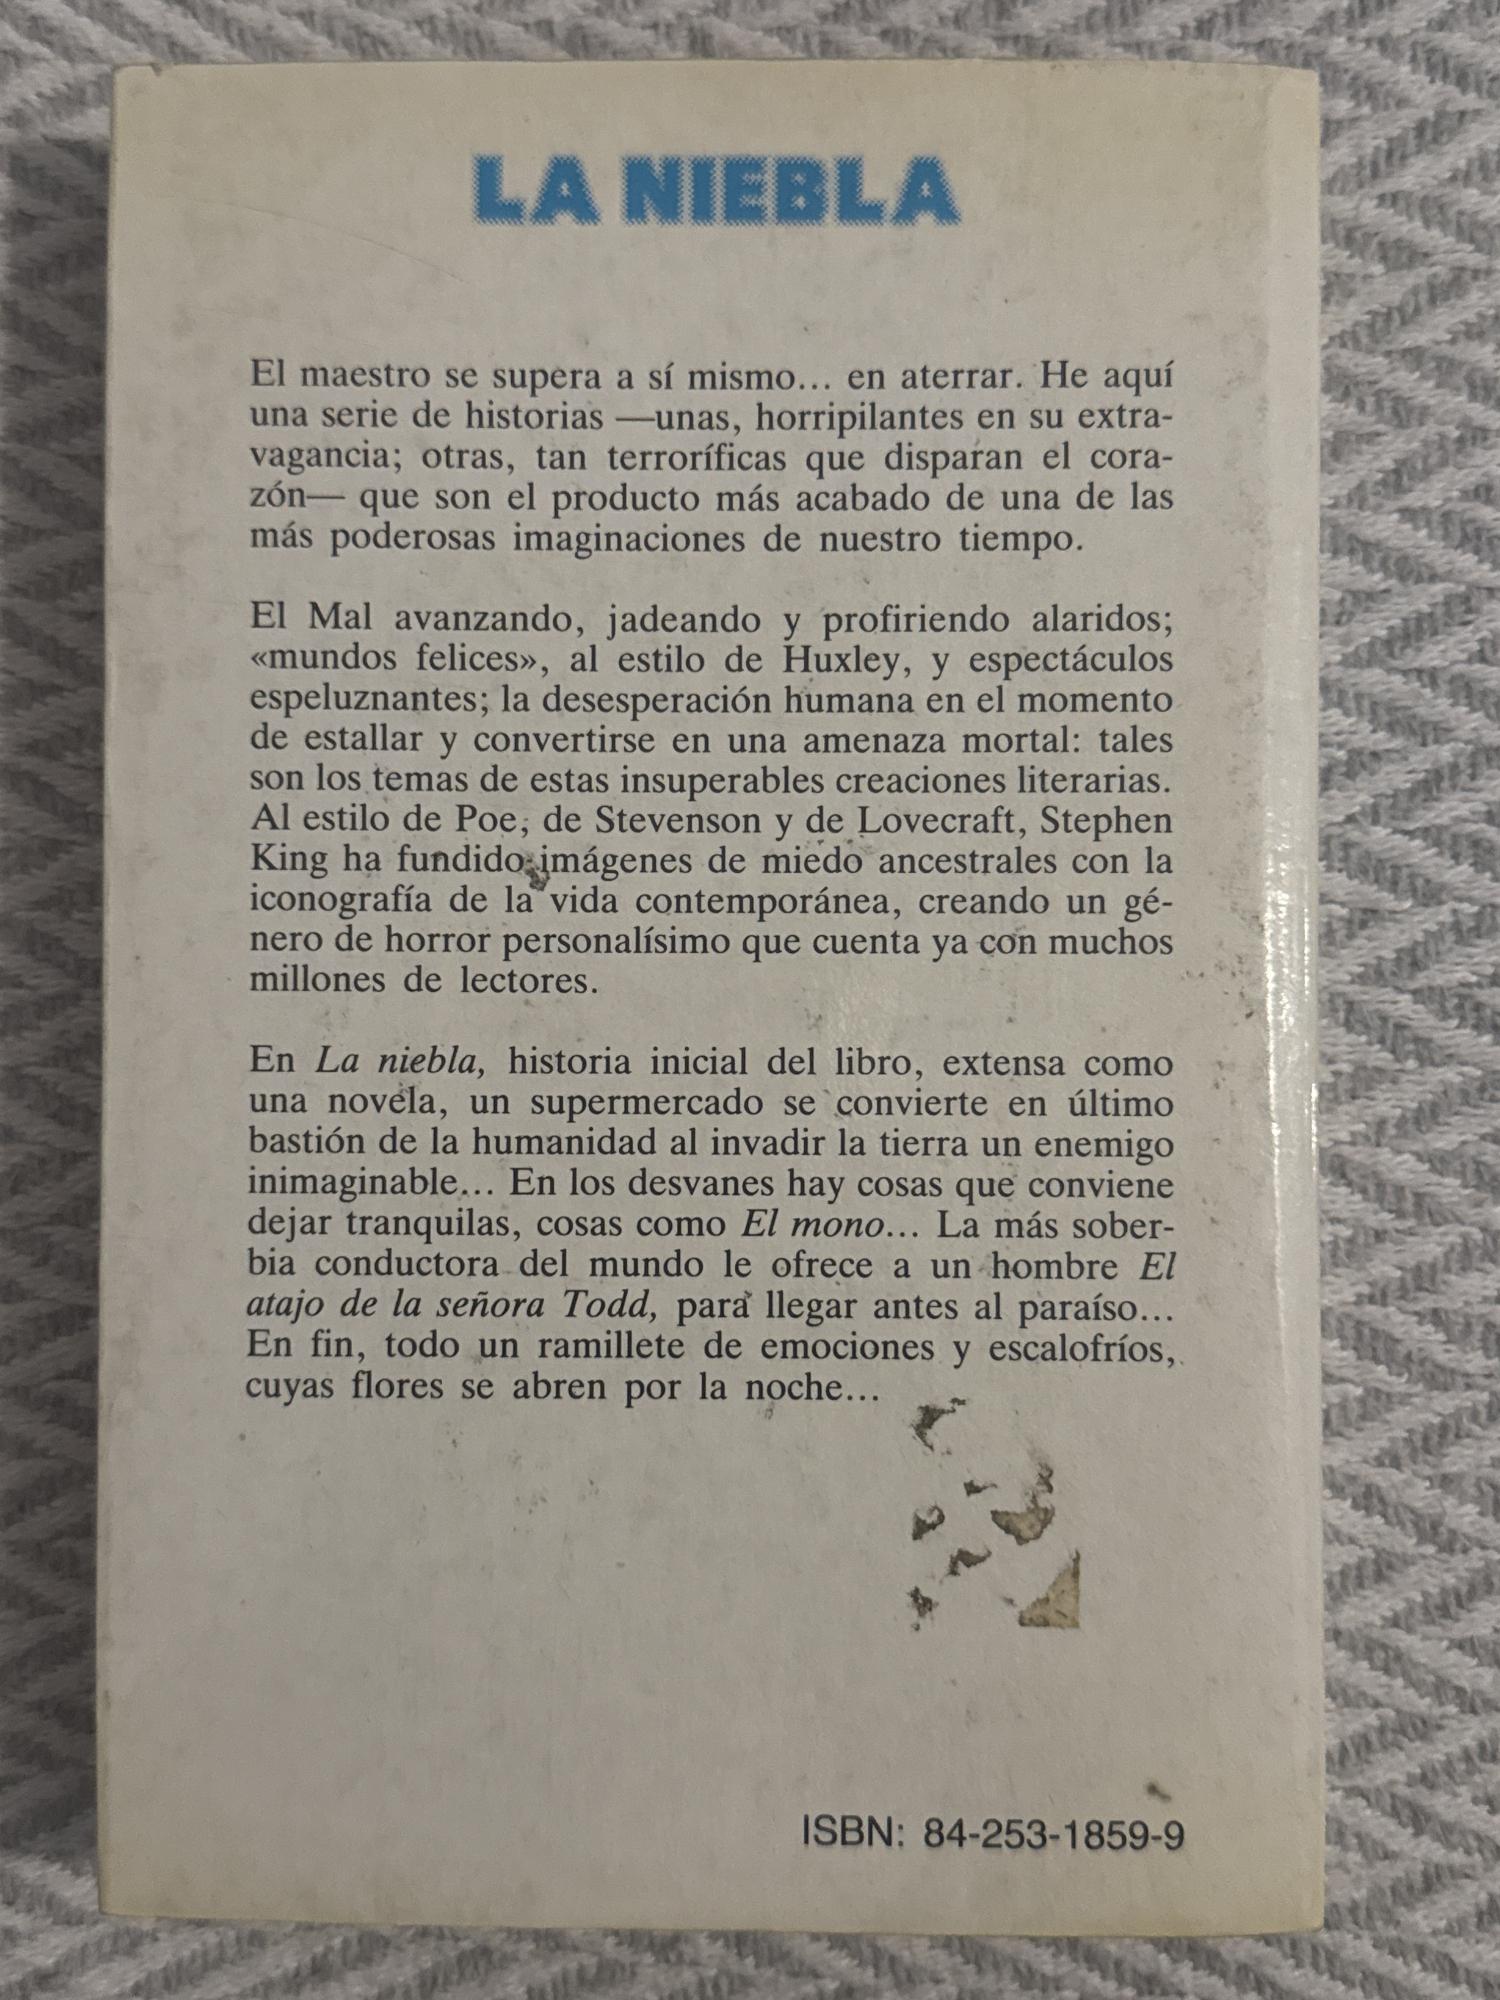 LA NIEBLA
El maestro se supera a sí mismo... en aterrar. He aquí
una serie de historias —unas, horripilantes en su extra-
vagancia; otras, tan terroríficas que disparan el cora-
zón— que son el producto más acabado de una de las
más poderosas imaginaciones de nuestro tiempo.
El Mal avanzando, jadeando y profiriendo alaridos;
«mundos felices», al estilo de Huxley, y espectáculos
espeluznantes; la desesperación humana en el momento
de estallar y convertirse en una amenaza mortal: tales
son los temas de estas insuperables creaciones literarias.
Al estilo de Poe, de Stevenson y de Lovecraft, Stephen
King ha fundido imágenes de miedo ancestrales con la
iconografía de la vida contemporánea, creando un gé-
nero de horror personalísimo que cuenta ya con muchos
millones de lectores.
En La niebla, historia inicial del libro, extensa como
una novela, un supermercado se convierte en último
bastión de la humanidad al invadir la tierra un enemigo
inimaginable... En los desvanes hay cosas que conviene
dejar tranquilas, cosas como El mono... La más sober-
bia conductora del mundo le ofrece a un hombre El
atajo de la señora Todd, para llegar antes al paraíso...
En fin, todo un ramillete de emociones y escalofríos,
cuyas flores se abren por la noche...
ISBN: 84-253-1859-9